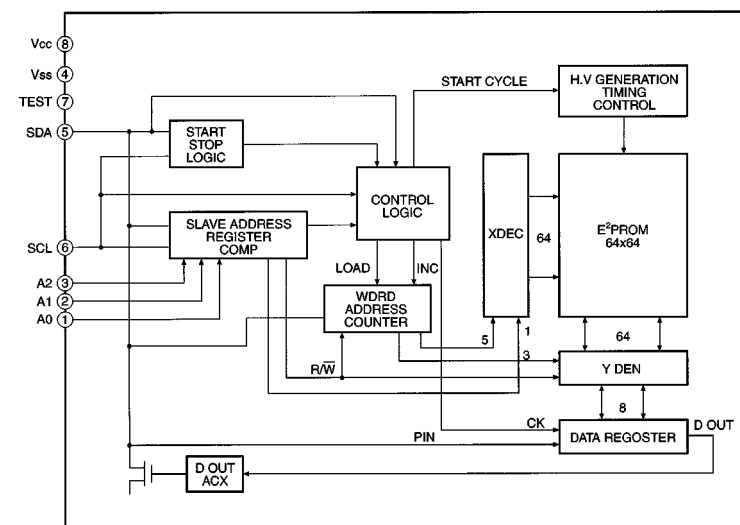 Vcc 8
Vss 4
TEST 7
SDA 5
SCL 6
A2 3
A1 2
A0 1
START
STOP
LOGIC
SLAVE ADDRESS
REGISTER
COMP
START CYCLE
H.V GENERATION
TIMING
CONTROL
CONTROL
LOGIC
LOAD
INC
WDRD
ADDRESS
COUNTER
XDEC
64
E²PROM
64x64
1
5
3
64
R/W̅
Y DEN
8
CK
PIN
DATA REGOSTER
D OUT
D OUT
ACX